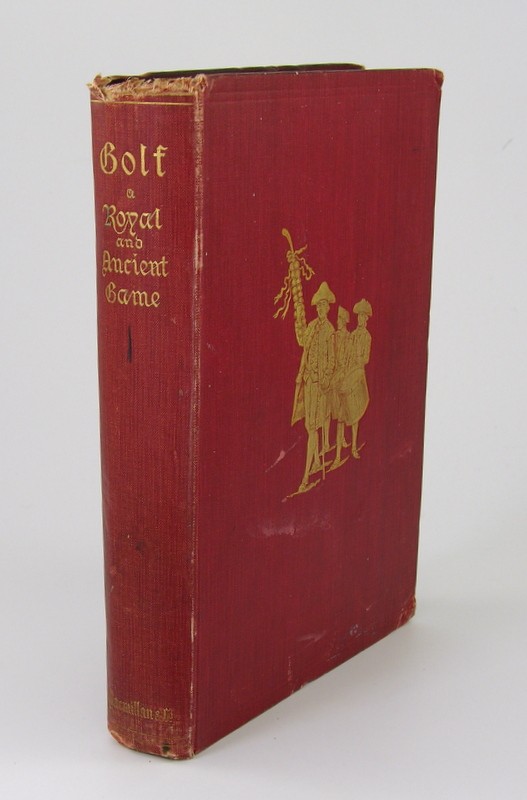 Golf
a
Royal
and
Ancient
Game
Macmillan & Co